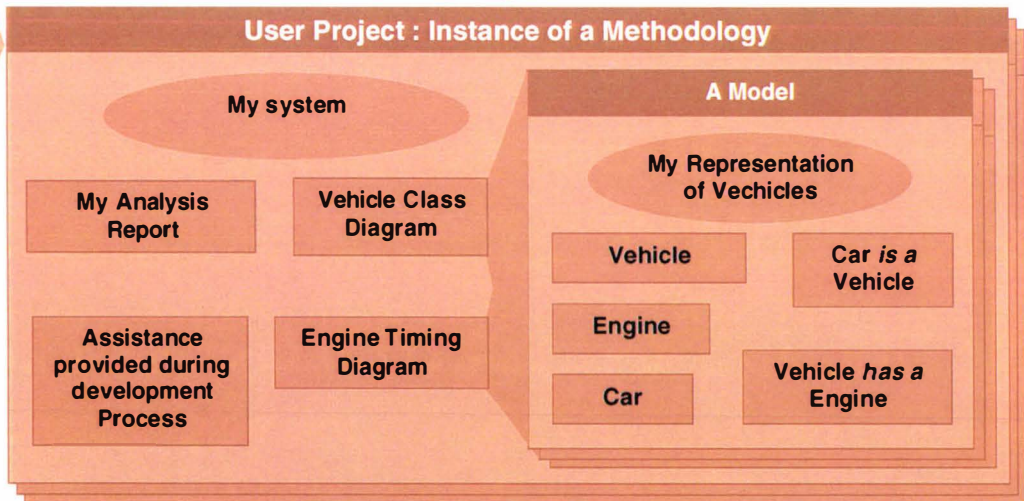 User Project : Instance of a Methodology
My system
My Analysis
Report
Vehicle Class
Diagram
Assistance
provided during
development
Process
Engine Timing
Diagram
A Model
My Representation
of Vechicles
Vehicle
Car is a
Vehicle
Engine
Car
Vehicle has a
Engine